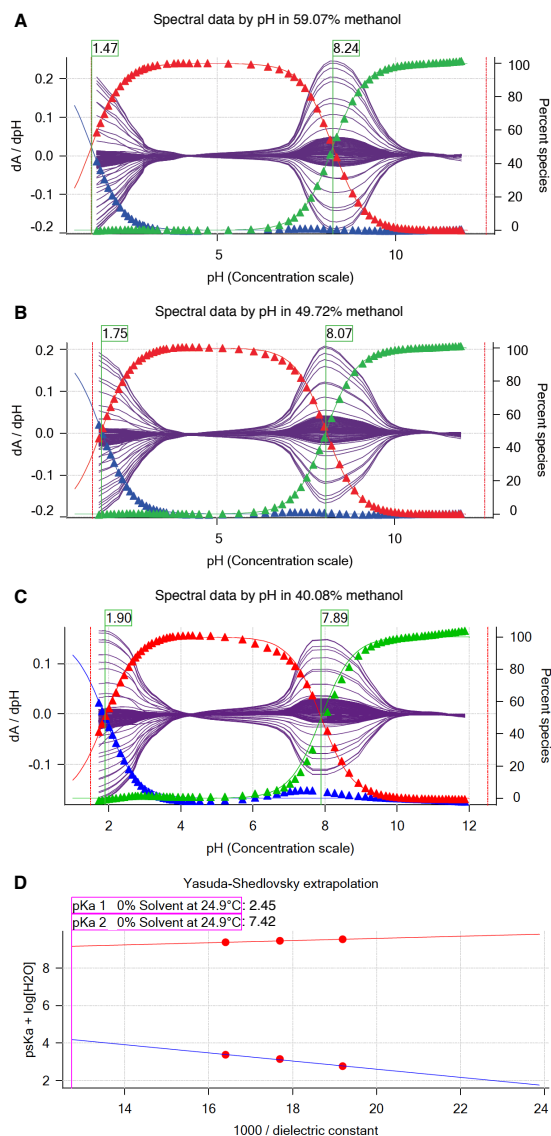 A
Spectral data by pH in 59.07% methanol
1.47
8.24
0.2
0.1
0.0
-0.1
-0.2
dA / dpH
100
80
60
40
20
0
Percent species
5
10
pH (Concentration scale)
B
Spectral data by pH in 49.72% methanol
1.75
8.07
0.2
0.1
0.0
-0.1
-0.2
dA / dpH
100
80
60
40
20
0
Percent species
5
10
pH (Concentration scale)
C
Spectral data by pH in 40.08% methanol
1.90
7.89
0.1
0.0
-0.1
dA / dpH
100
80
60
40
20
0
Percent species
2
4
6
8
10
12
pH (Concentration scale)
D
Yasuda-Shedlovsky extrapolation
pKa 1 0% Solvent at 24.9°C: 2.45
pKa 2 0% Solvent at 24.9°C: 7.42
8
6
4
2
psKa + log[H2O]
14
16
18
20
22
24
1000 / dielectric constant